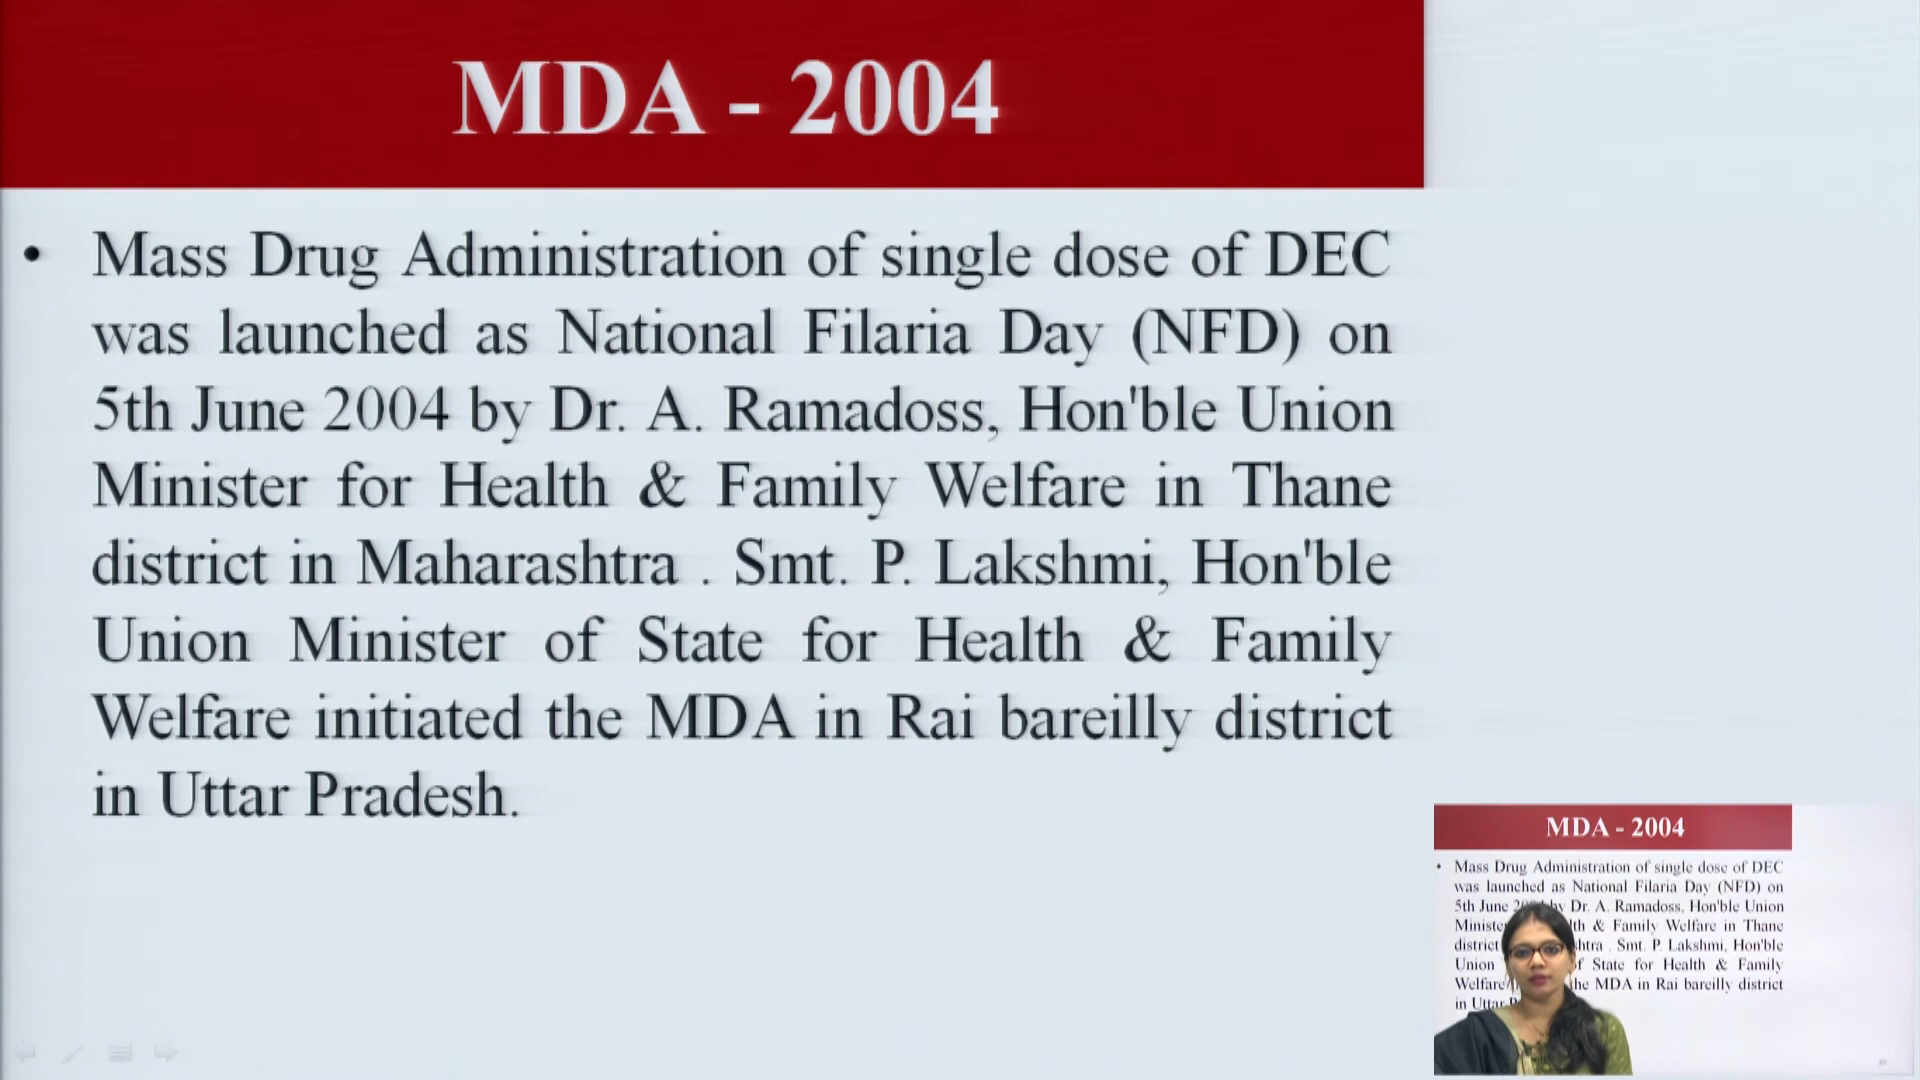 MDA - 2004
• Mass Drug Administration of single dose of DEC
was launched as National Filaria Day (NFD) on
5th June 2004 by Dr. A. Ramadoss, Hon'ble Union
Minister for Health & Family Welfare in Thane
district in Maharashtra . Smt. P. Lakshmi, Hon'ble
Union Minister of State for Health & Family
Welfare initiated the MDA in Rai bareilly district
in Uttar Pradesh.
MDA - 2004
• Mass Drug Administration of single dose of DEC
was launched as National Filaria Day (NFD) on
5th June by Dr. A. Ramadoss, Hon'ble Union
& Family Welfare in Thane
district Smt. P. Lakshmi, Hon'ble
Union of State for Health & Family
Welfare the MDA in Rai bareilly district
in Uttar